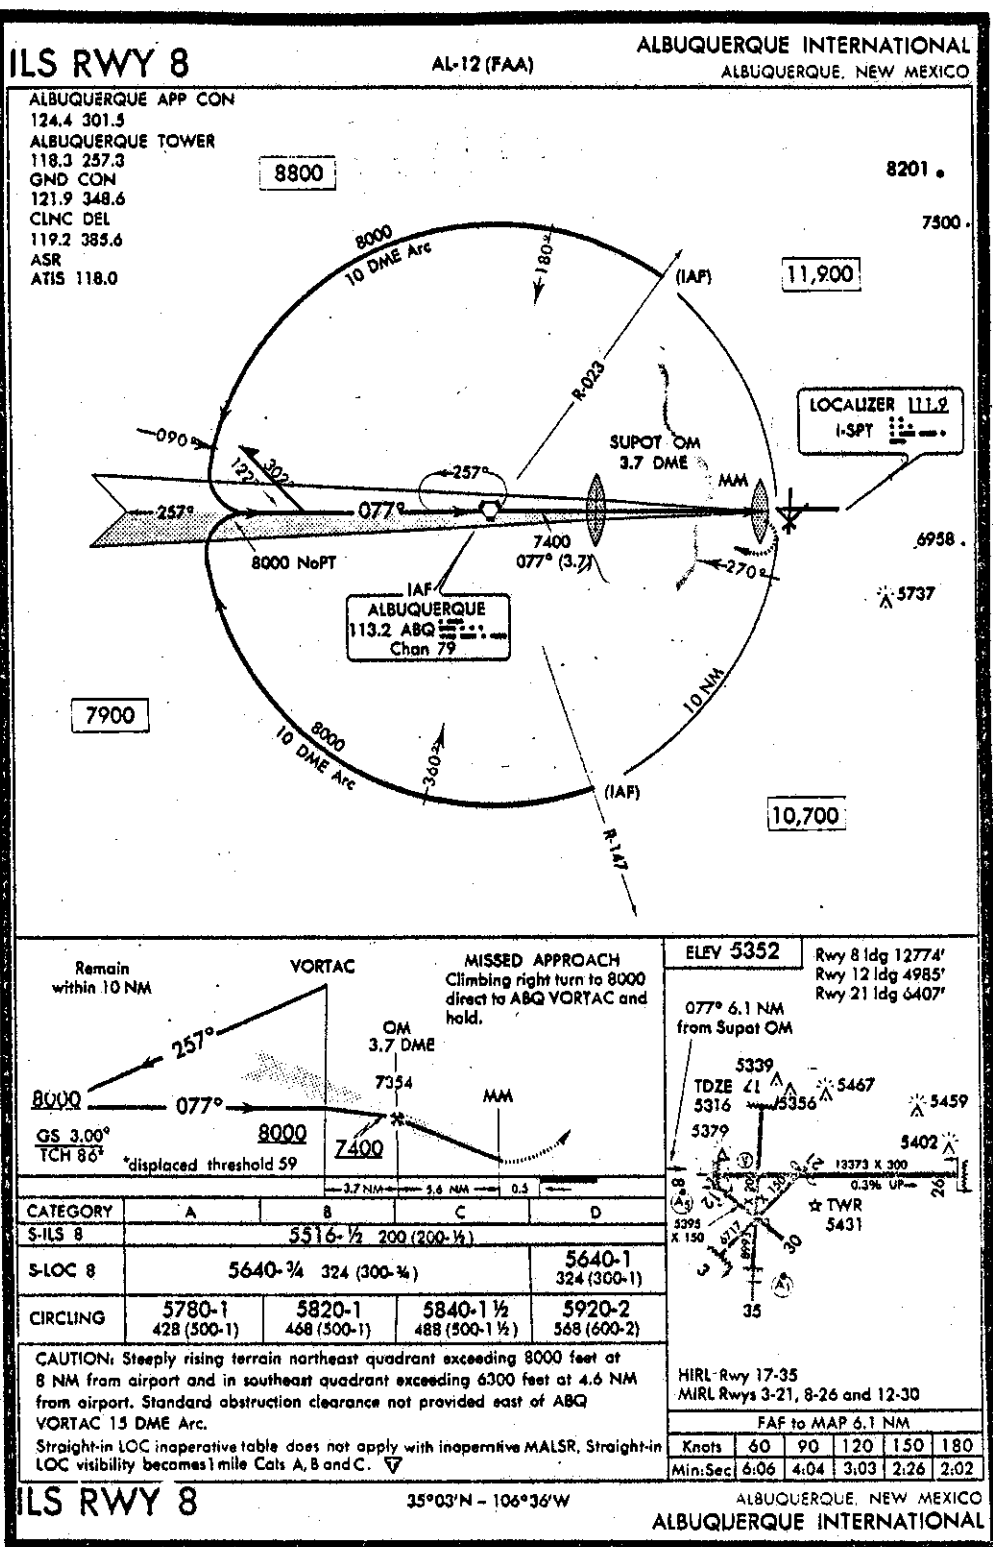 ILS RWY 8
AL-12 (FAA)
ALBUQUERQUE INTERNATIONAL
ALBUQUERQUE, NEW MEXICO
ALBUQUERQUE APP CON
124.4 301.5
ALBUQUERQUE TOWER
118.3 257.3
GND CON
121.9 348.6
CLNC DEL
119.2 385.6
ASR
ATIS 118.0
8800
8201
7500
11,900
8000
10 DME Arc
180°
(IAF)
R-023
LOCALIZER 111.9
I-SPT
090°
302°
122°
257°
SUPOT OM
3.7 DME
MM
257°
077°
8000 NoPT
7400
077° (3.7)
270°
6958
5737
IAF
ALBUQUERQUE
113.2 ABQ
Chan 79
7900
8000
10 DME Arc
360°
10 NM
(IAF)
R-147
10,700
Remain
within 10 NM
VORTAC
MISSED APPROACH
Climbing right turn to 8000
direct to ABQ VORTAC and
hold.
257°
OM
3.7 DME
7354
MM
8000
077°
8000
7400
GS 3.00°
TCH 86*
*displaced threshold 59
3.7 NM
5.6 NM
0.5
ELEV 5352
Rwy 8 ldg 12774'
Rwy 12 ldg 4985'
Rwy 21 ldg 6407'
077° 6.1 NM
from Supot OM
5339
TDZE
5316
17
5356
5467
5459
5379
5402
13373 X 300
0.3% UP
8
26
12
21
TWR
5431
5395
X 150
6717
X 150
30
3
35
HIRL Rwy 17-35
MIRL Rwys 3-21, 8-26 and 12-30
CATEGORY A B C D
S-ILS 8 5516-½ 200 (200-½)
S-LOC 8 5640-¾ 324 (300-¾) 5640-1 324 (300-1)
CIRCLING 5780-1 428 (500-1) 5820-1 468 (500-1) 5840-1½ 488 (500-1½) 5920-2 568 (600-2)
CAUTION: Steeply rising terrain northeast quadrant exceeding 8000 feet at
8 NM from airport and in southeast quadrant exceeding 6300 feet at 4.6 NM
from airport. Standard obstruction clearance not provided east of ABQ
VORTAC 15 DME Arc.
Straight-in LOC inoperative table does not apply with inoperative MALSR, Straight-in
LOC visibility becomes 1 mile Cats A, B and C.
FAF to MAP 6.1 NM
Knots 60 90 120 150 180
Min:Sec 6:06 4:04 3:03 2:26 2:02
ILS RWY 8
35°03'N – 106°36'W
ALBUQUERQUE, NEW MEXICO
ALBUQUERQUE INTERNATIONAL